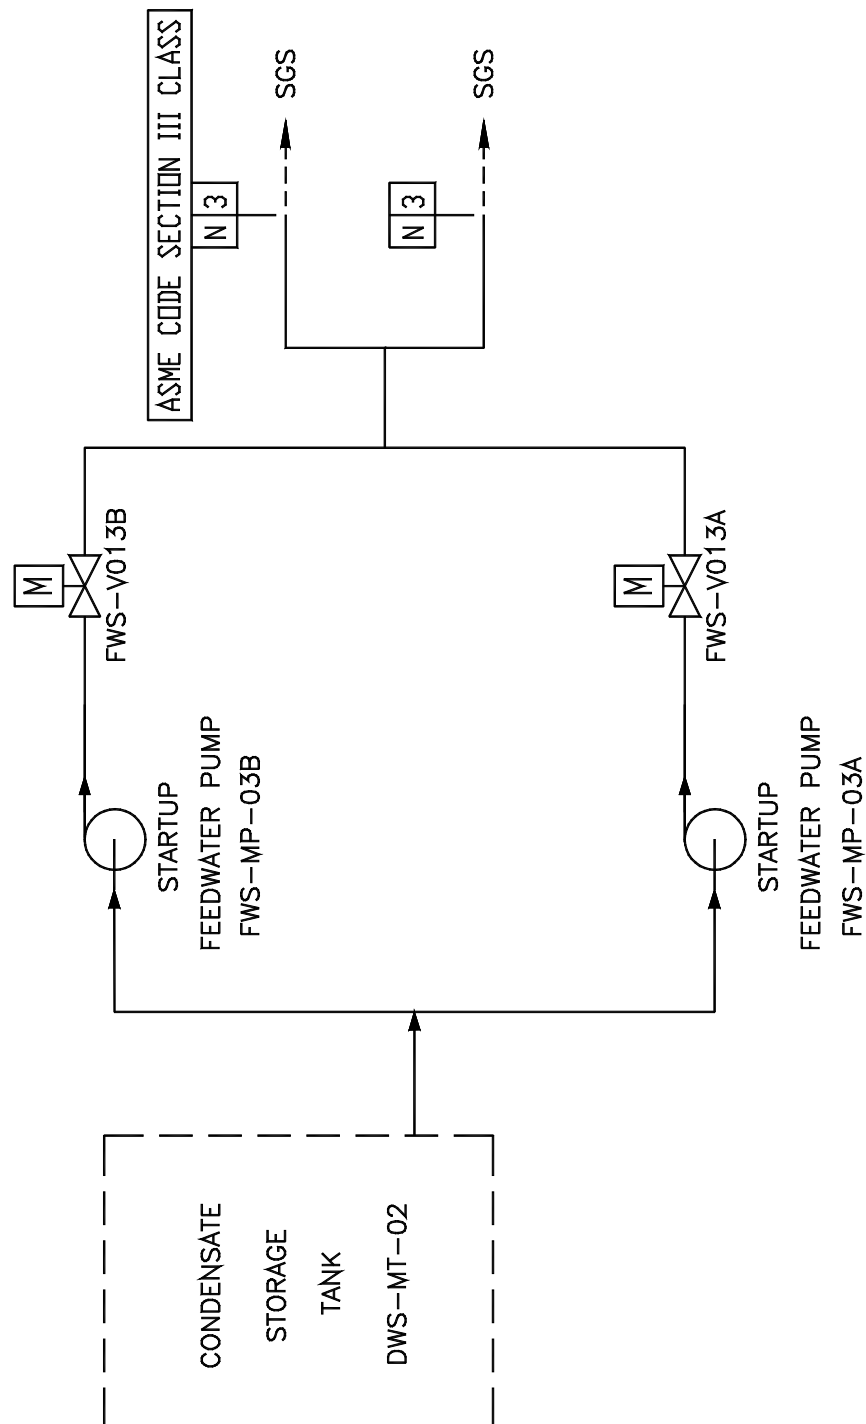 ASME CODE SECTION III CLASS
N 3
SGS
N 3
SGS
M
FWS-V013B
M
FWS-V013A
STARTUP
FEEDWATER PUMP
FWS-MP-03B
STARTUP
FEEDWATER PUMP
FWS-MP-03A
CONDENSATE
STORAGE
TANK
DWS-MT-02